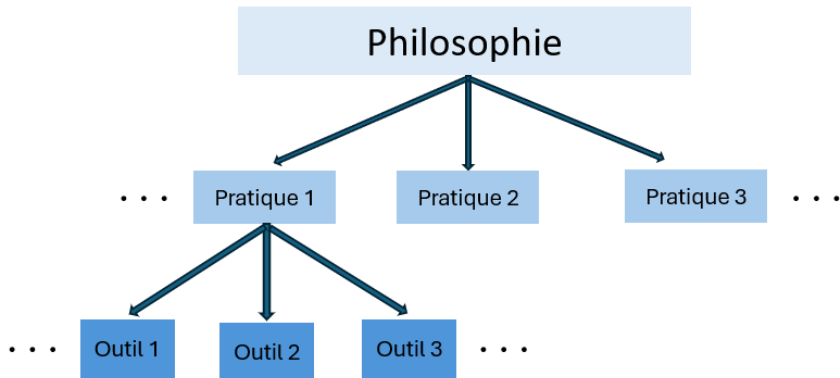 Philosophie
. . . Pratique 1 Pratique 2 Pratique 3 . . .
. . . Outil 1 Outil 2 Outil 3 . . .